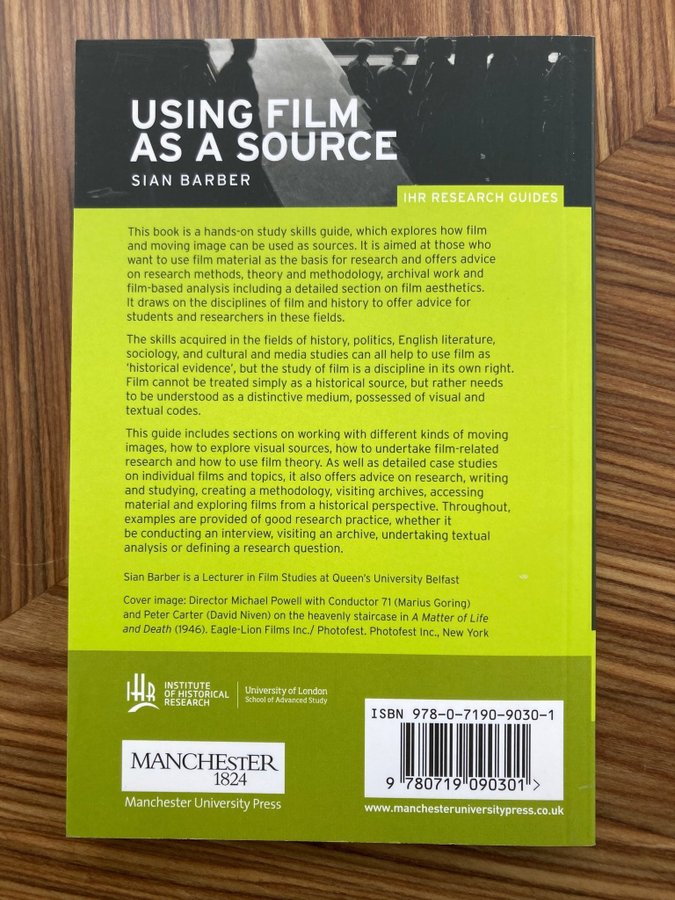 USING FILM
AS A SOURCE
SIAN BARBER
IHR RESEARCH GUIDES
This book is a hands-on study skills guide, which explores how film
and moving image can be used as sources. It is aimed at those who
want to use film material as the basis for research and offers advice
on research methods, theory and methodology, archival work and
film-based analysis including a detailed section on film aesthetics.
It draws on the disciplines of film and history to offer advice for
students and researchers in these fields.
The skills acquired in the fields of history, politics, English literature,
sociology, and cultural and media studies can all help to use film as
‘historical evidence’, but the study of film is a discipline in its own right.
Film cannot be treated simply as a historical source, but rather needs
to be understood as a distinctive medium, possessed of visual and
textual codes.
This guide includes sections on working with different kinds of moving
images, how to explore visual sources, how to undertake film-related
research and how to use film theory. As well as detailed case studies
on individual films and topics, it also offers advice on research, writing
and studying, creating a methodology, visiting archives, accessing
material and exploring films from a historical perspective. Throughout,
examples are provided of good research practice, whether it
be conducting an interview, visiting an archive, undertaking textual
analysis or defining a research question.
Sian Barber is a Lecturer in Film Studies at Queen’s University Belfast
Cover image: Director Michael Powell with Conductor 71 (Marius Goring)
and Peter Carter (David Niven) on the heavenly staircase in A Matter of Life
and Death (1946). Eagle-Lion Films Inc./ Photofest. Photofest Inc., New York
IHR
INSTITUTE
OF HISTORICAL
RESEARCH
University of London
School of Advanced Study
MANCHESTER
1824
Manchester University Press
ISBN 978-0-7190-9030-1
9 780719 090301 >
www.manchesteruniversitypress.co.uk